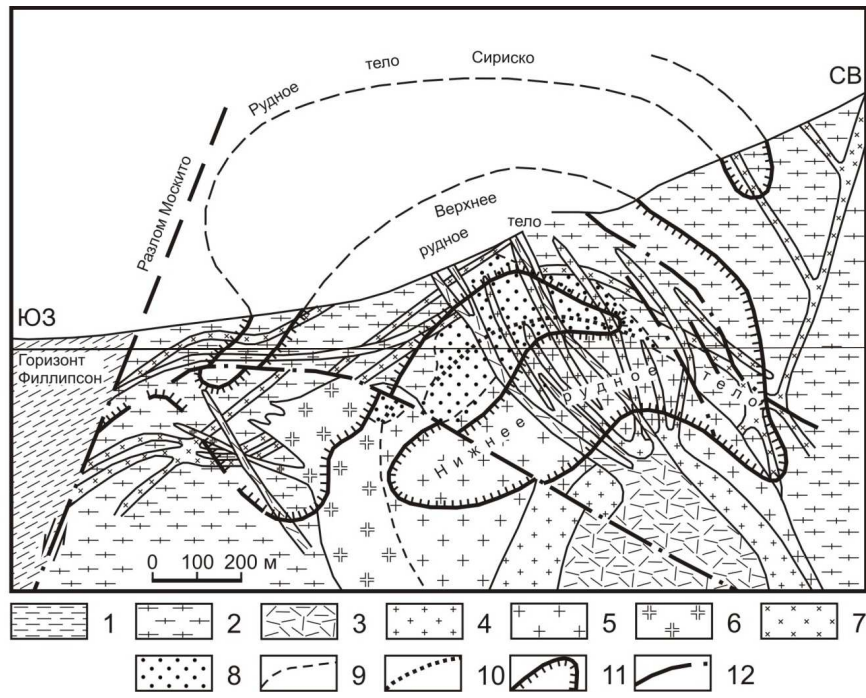 Рудное тело Сириско
СВ
Разлом Москито
Верхнее
рудное тело
ЮЗ
Горизонт
Филлипсон
Нижнее рудное тело
0 100 200 м
1 2 3 4 5 6 7
8 9 10 11 12